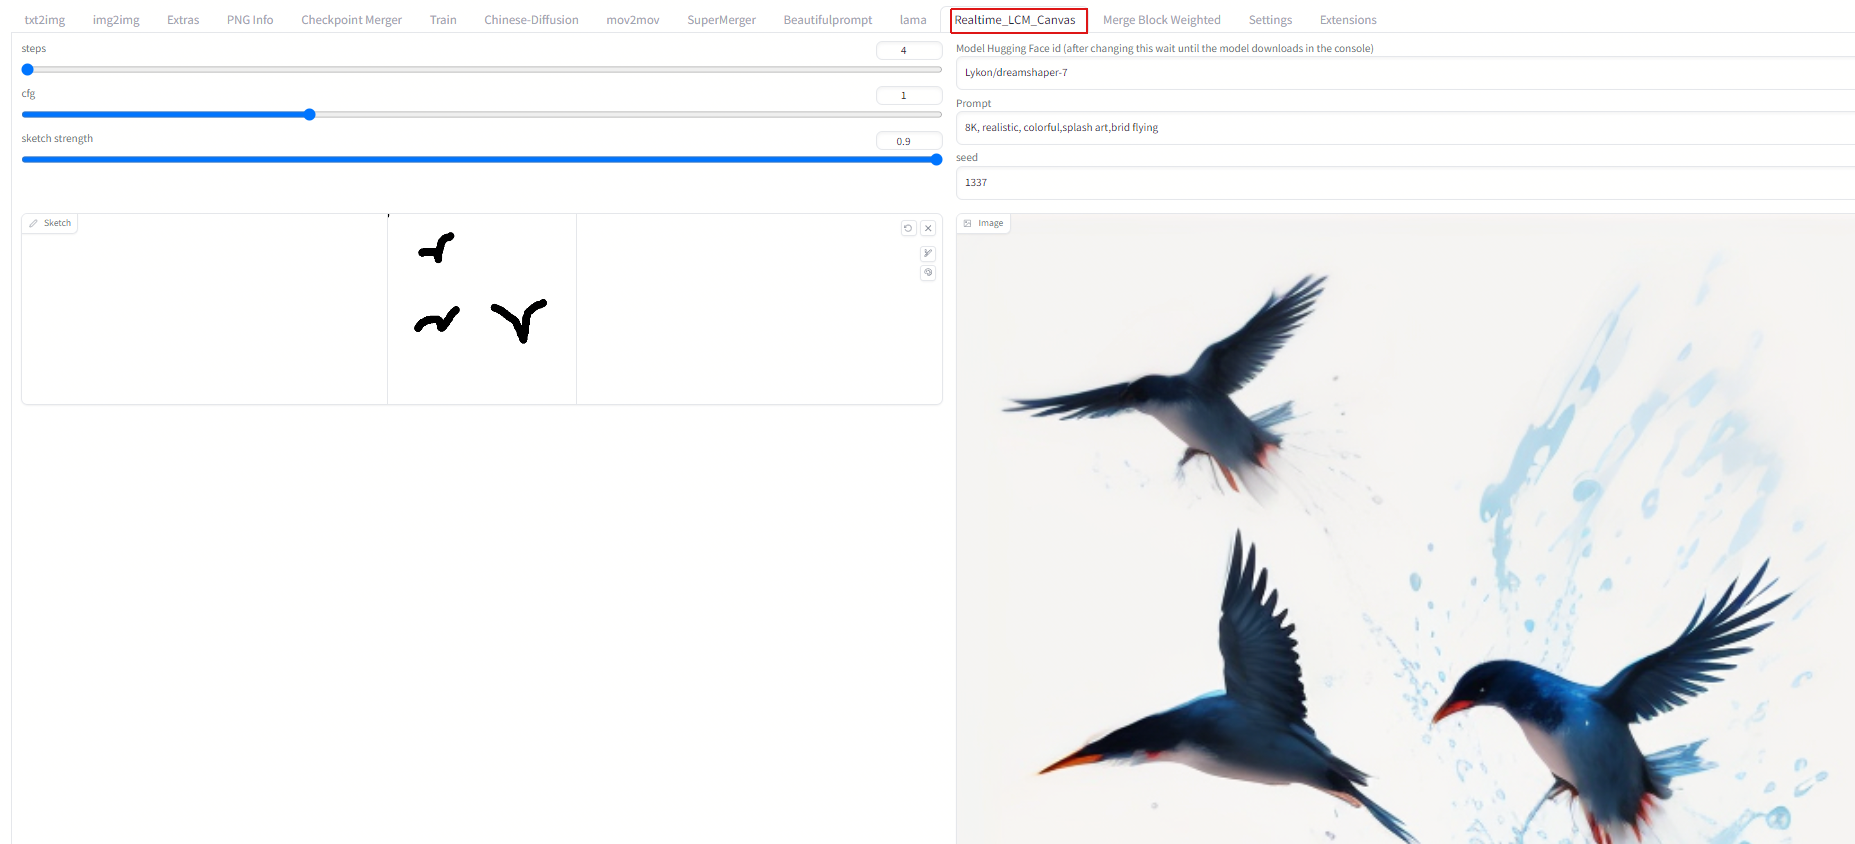 txt2img img2img Extras PNG Info Checkpoint Merger Train Chinese-Diffusion mov2mov SuperMerger Beautifulprompt lama Realtime_LCM_Canvas Merge Block Weighted Settings Extensions
steps
4
cfg
1
sketch strength
0.9
Model Hugging Face id (after changing this wait until the model downloads in the console)
Lykon/dreamshaper-7
Prompt
8K, realistic, colorful,splash art,brid flying
seed
1337
Sketch
Image